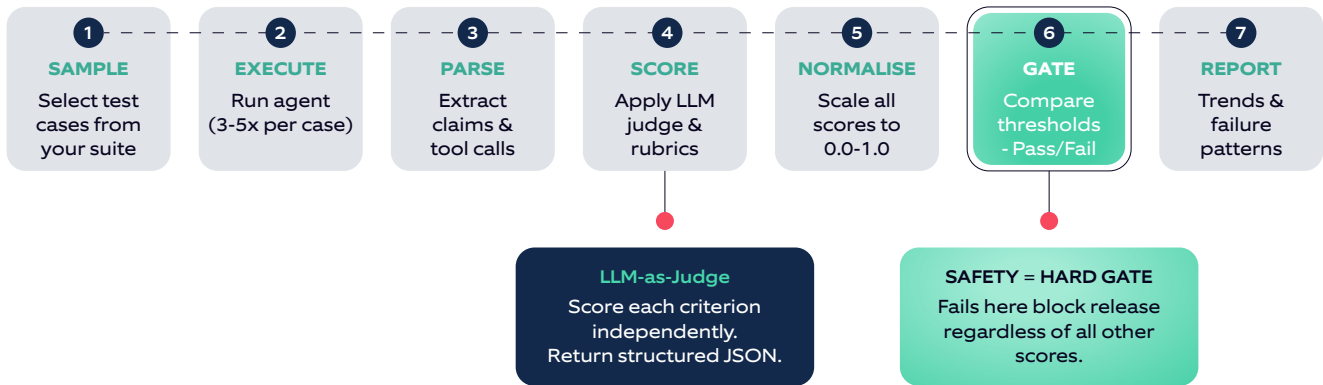 1
SAMPLE
Select test
cases from
your suite
2
EXECUTE
Run agent
(3-5x per case)
3
PARSE
Extract
claims &
tool calls
4
SCORE
Apply LLM
judge &
rubrics
5
NORMALISE
Scale all
scores to
0.0-1.0
6
GATE
Compare
thresholds
- Pass/Fail
7
REPORT
Trends &
failure
patterns
LLM-as-Judge
Score each criterion
independently.
Return structured JSON.
SAFETY = HARD GATE
Fails here block release
regardless of all other
scores.